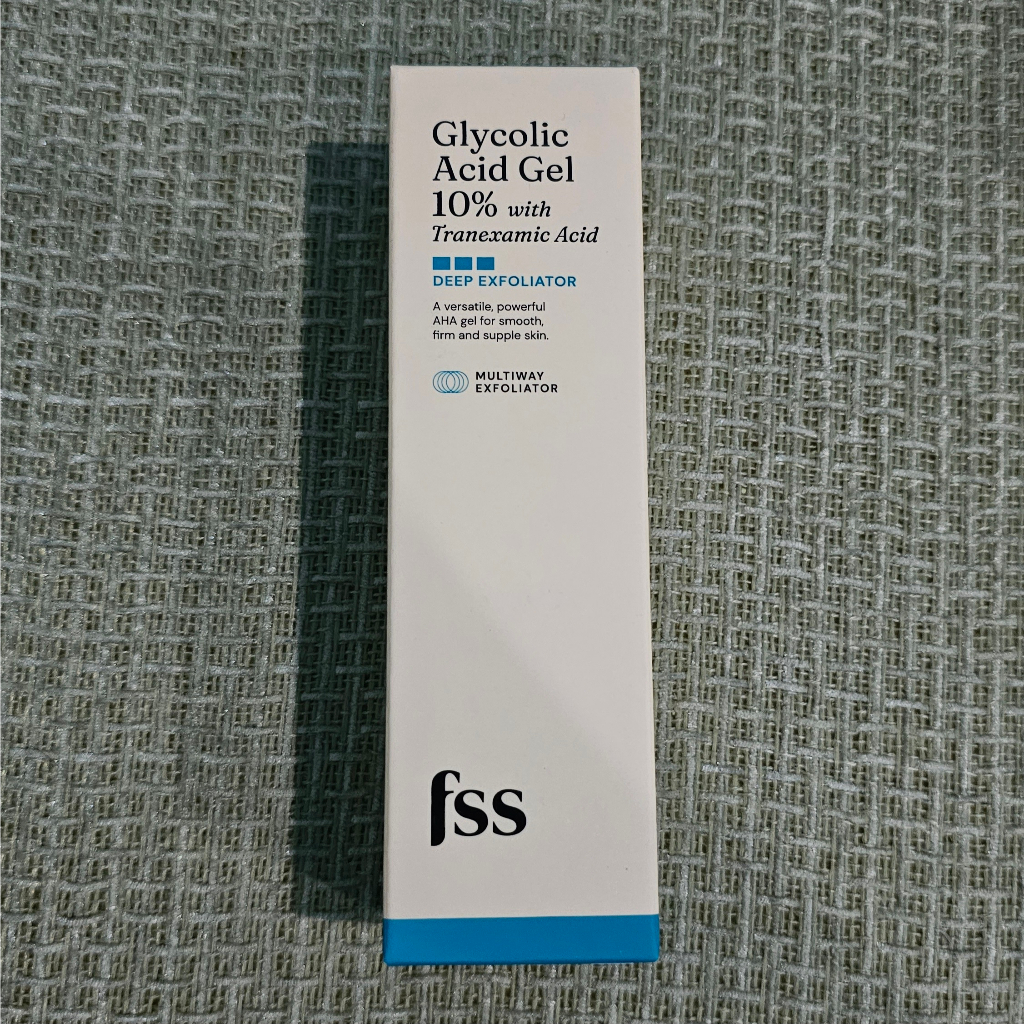 Glycolic
Acid Gel
10% with
Tranexamic Acid
DEEP EXFOLIATOR
A versatile, powerful
AHA gel for smooth,
firm and supple skin.
MULTIWAY
EXFOLIATOR
fss